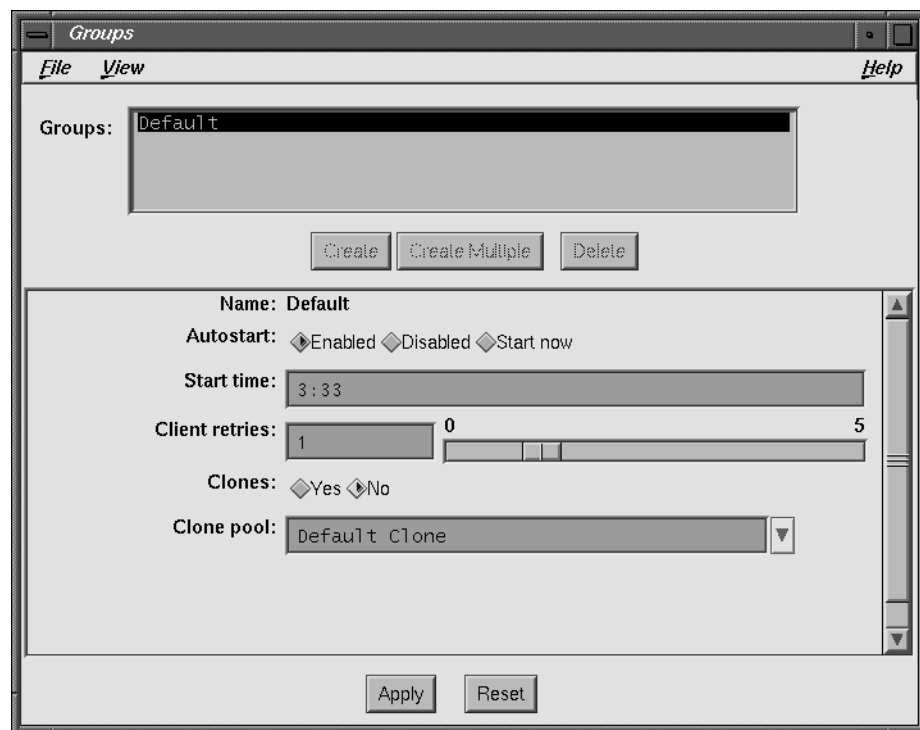 Groups
File View Help
Groups: Default
Create Create Multiple Delete
Name: Default
Autostart: Enabled Disabled Start now
Start time: 3:33
Client retries: 1 0 5
Clones: Yes No
Clone pool: Default Clone
Apply Reset